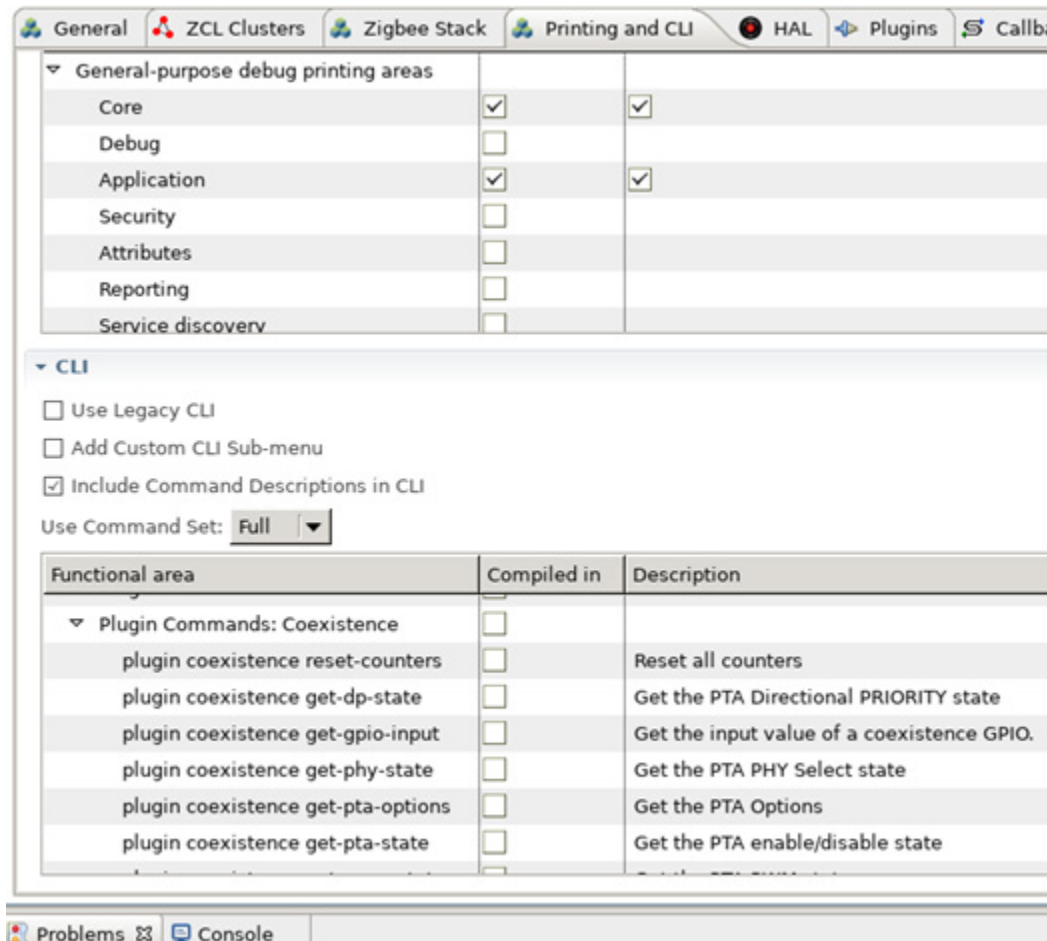 General ZCL Clusters Zigbee Stack Printing and CLI HAL Plugins Callba
General-purpose debug printing areas
Core
Debug
Application
Security
Attributes
Reporting
Service discovery
CLI
Use Legacy CLI
Add Custom CLI Sub-menu
Include Command Descriptions in CLI
Use Command Set: Full
Functional area Compiled in Description
Plugin Commands: Coexistence
plugin coexistence reset-counters Reset all counters
plugin coexistence get-dp-state Get the PTA Directional PRIORITY state
plugin coexistence get-gpio-input Get the input value of a coexistence GPIO.
plugin coexistence get-phy-state Get the PTA PHY Select state
plugin coexistence get-pta-options Get the PTA Options
plugin coexistence get-pta-state Get the PTA enable/disable state
Problems Console